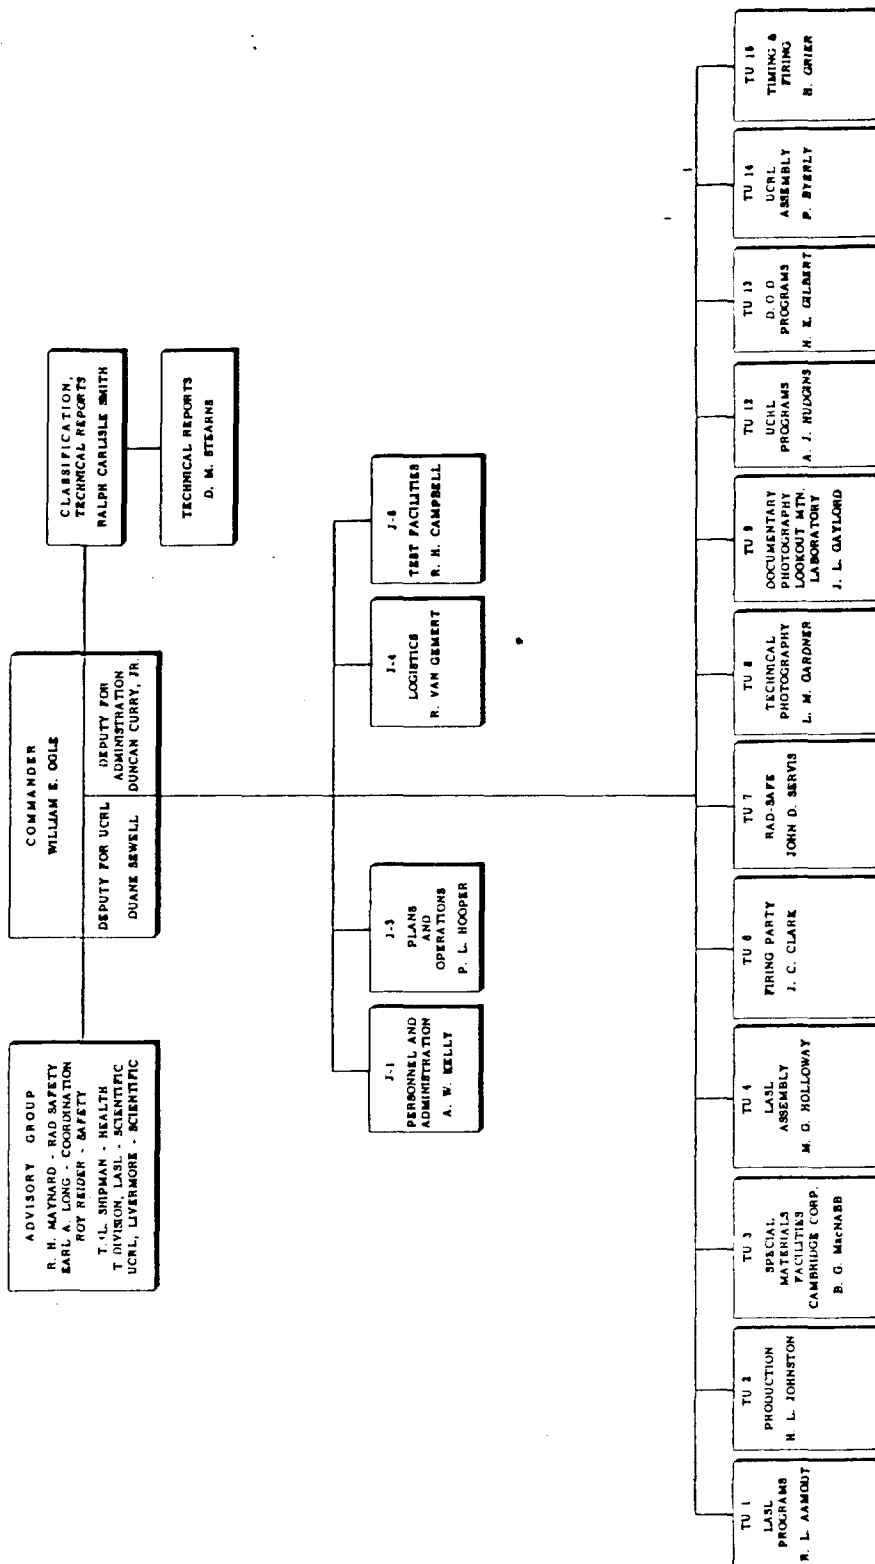 ADVISORY GROUP
R. H. MAYNARD - RAD SAFETY
EARL A. LONG - COORDINATION
ROY REIDER - SAFETY
T. L. SHIPMAN - HEALTH
T DIVISION, LASL - SCIENTIFIC
UCRL, LIVERMORE - SCIENTIFIC
COMMANDER
WILLIAM E. OGLE
DEPUTY FOR UCRL
DUANE SEWELL
DEPUTY FOR
ADMINISTRATION
DUNCAN CURRY, JR.
CLASSIFICATION,
TECHNICAL REPORTS
RALPH CARLISLE SMITH
TECHNICAL REPORTS
D. M. STEARNS
J-1
PERSONNEL AND
ADMINISTRATION
A. W. KELLY
J-3
PLANS
AND
OPERATIONS
P. L. HOOPER
J-4
LOGISTICS
R. VAN GEMERT
J-6
TEST FACILITIES
R. H. CAMPBELL
TU 1
LASL
PROGRAMS
R. L. AAMODT
TU 2
PRODUCTION
H. L. JOHNSTON
TU 3
SPECIAL
MATERIALS
FACILITIES
CAMBRIDGE CORP.
B. G. MacNABB
TU 4
LASL
ASSEMBLY
M. G. HOLLOWAY
TU 6
FIRING PARTY
J. C. CLARK
TU 7
RAD-SAFE
JOHN D. SERVIS
TU 8
TECHNICAL
PHOTOGRAPHY
L. M. GARDNER
TU 9
DOCUMENTARY
PHOTOGRAPHY
LOOKOUT MTN.
LABORATORY
J. L. GAYLORD
TU 12
UCRL
PROGRAMS
A. J. HUDGINS
TU 13
D.O.D
PROGRAMS
H. K. GILBERT
TU 14
UCRL
ASSEMBLY
P. BYERLY
TU 15
TIMING &
FIRING
H. GRIER